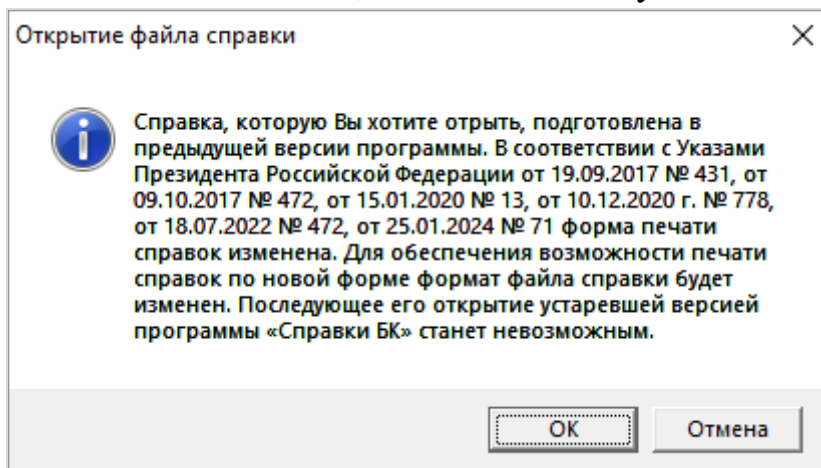 Открытие файла справки
Справка, которую Вы хотите отрыть, подготовлена в
предыдущей версии программы. В соответствии с Указами
Президента Российской Федерации от 19.09.2017 № 431, от
09.10.2017 № 472, от 15.01.2020 № 13, от 10.12.2020 г. № 778,
от 18.07.2022 № 472, от 25.01.2024 № 71 форма печати
справок изменена. Для обеспечения возможности печати
справок по новой форме формат файла справки будет
изменен. Последующее его открытие устаревшей версией
программы «Справки БК» станет невозможным.
ОК
Отмена